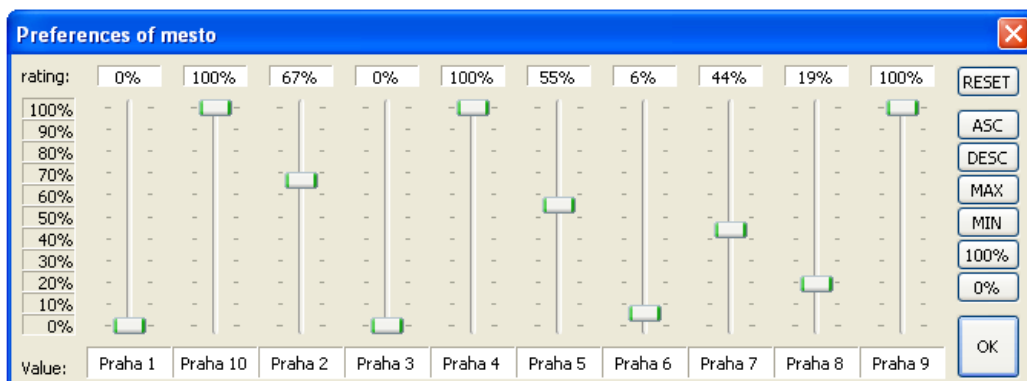 Preferences of mesto
rating: 0% 100% 67% 0% 100% 55% 6% 44% 19% 100%
RESET
100%
90%
80%
70%
60%
50%
40%
30%
20%
10%
0%
ASC
DESC
MAX
MIN
100%
0%
OK
Value: Praha 1 Praha 10 Praha 2 Praha 3 Praha 4 Praha 5 Praha 6 Praha 7 Praha 8 Praha 9